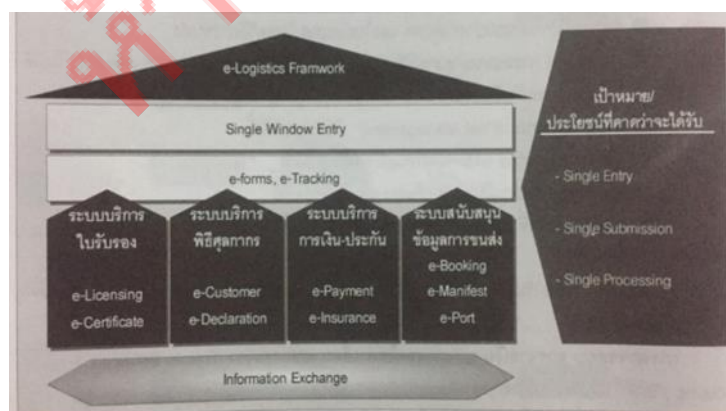 e-Logistics Framwork
Single Window Entry
e-forms, e-Tracking
ระบบบริการ
ใบรับรอง
e-Licensing
e-Certificate
ระบบบริการ
พิธีศุลกากร
e-Customer
e-Declaration
ระบบบริการ
การเงิน-ประกัน
e-Payment
e-Insurance
ระบบสนับสนุน
ข้อมูลการขนส่ง
e-Booking
e-Manifest
e-Port
Information Exchange
เป้าหมาย/
ประโยชน์ที่คาดว่าจะได้รับ
- Single Entry
- Single Submission
- Single Processing